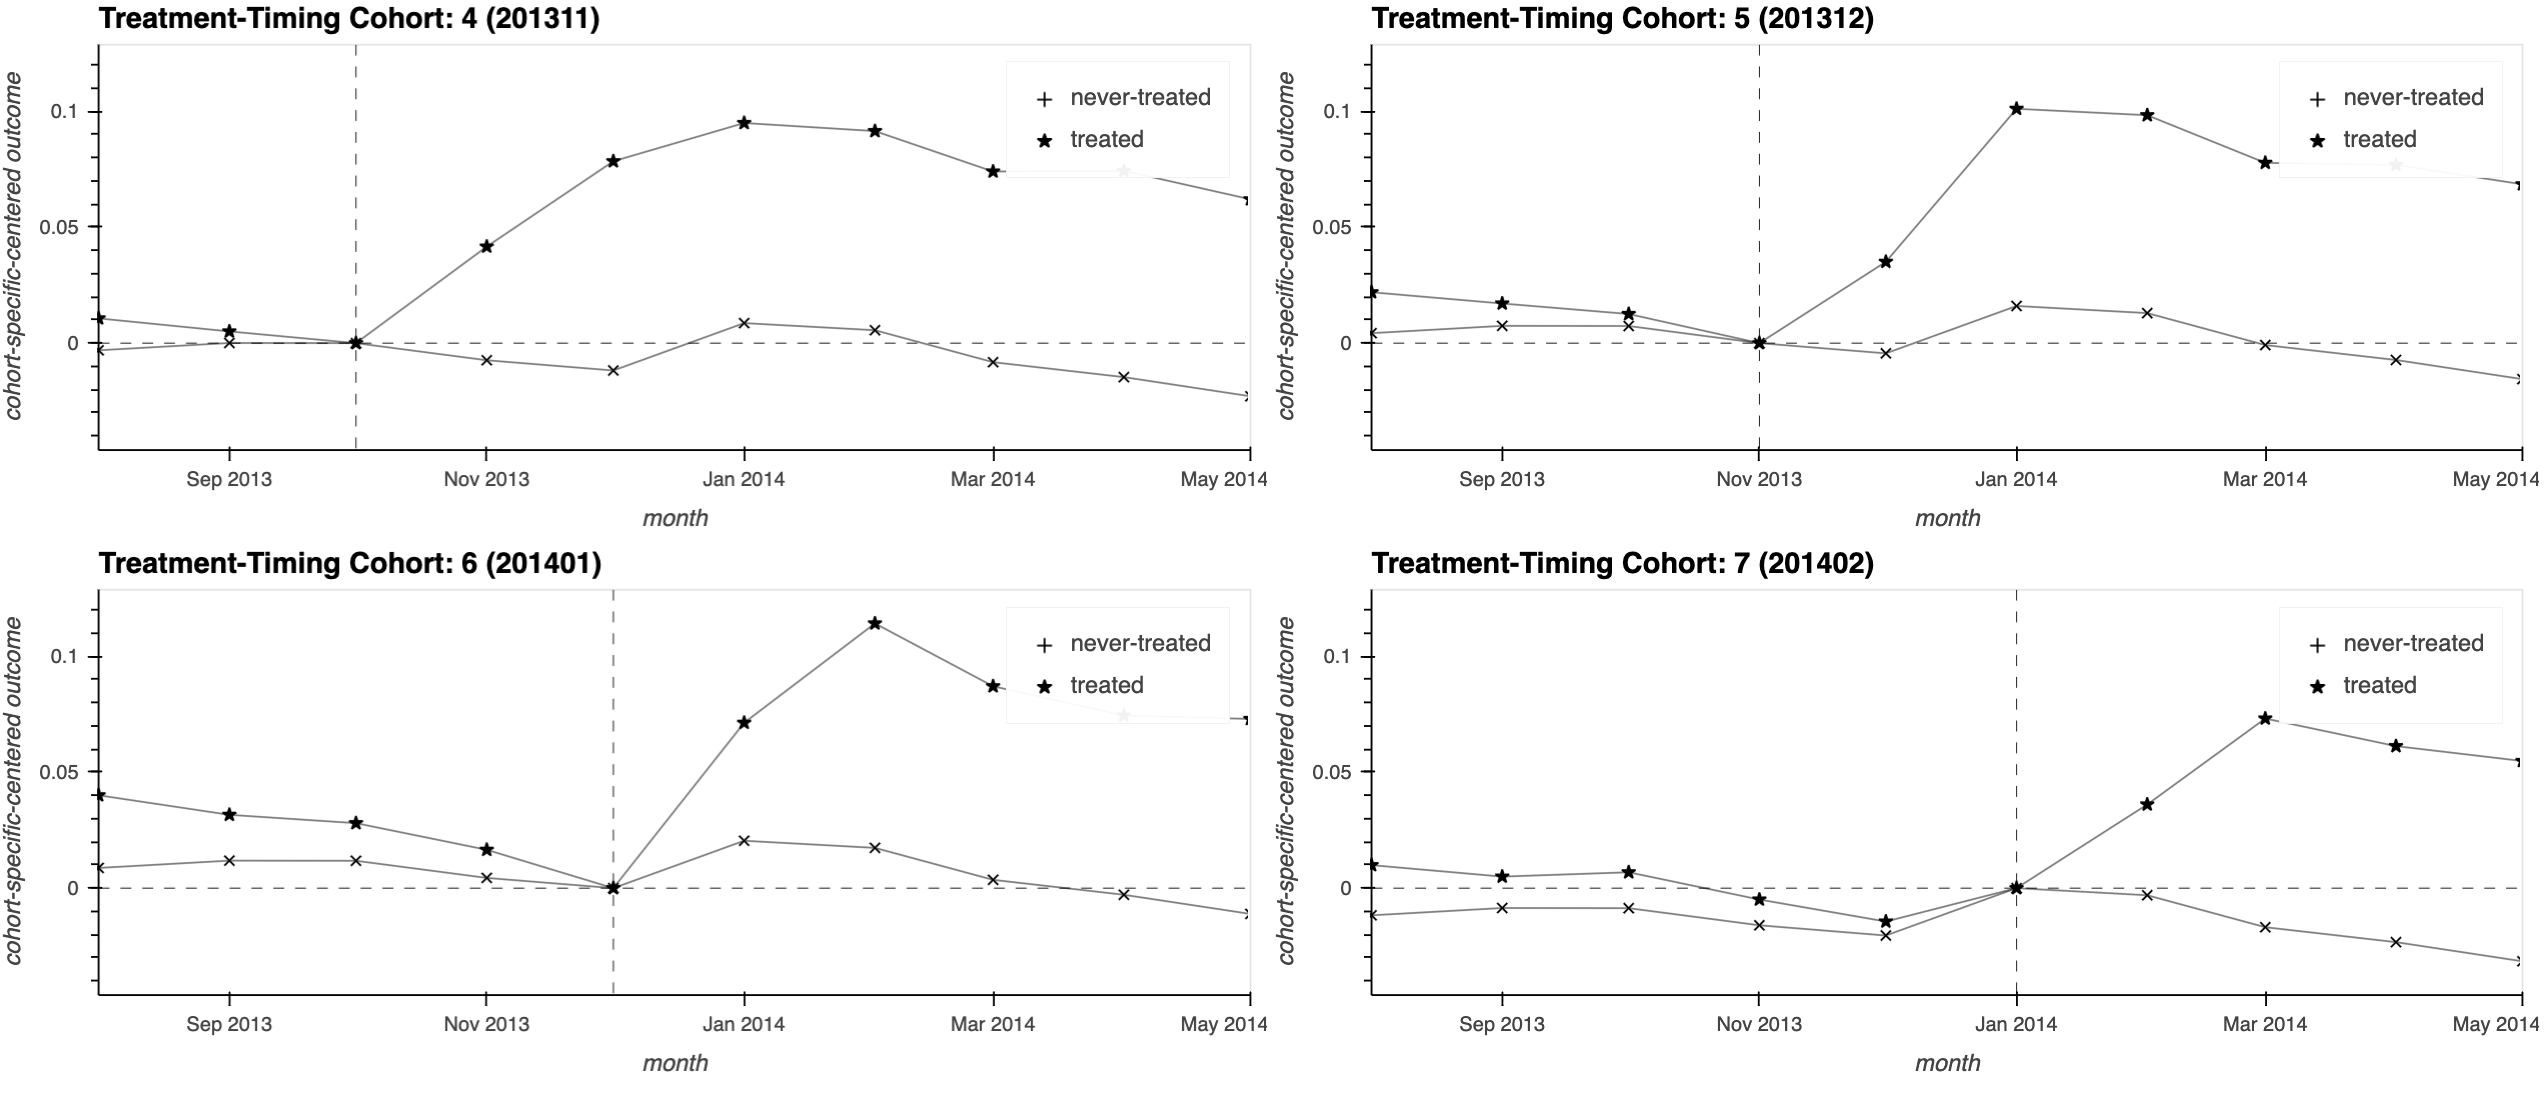 Treatment-Timing Cohort: 4 (201311)
cohort-specific-centered outcome
0.1
0.05
0
never-treated
treated
Sep 2013 Nov 2013 Jan 2014 Mar 2014 May 2014
month
Treatment-Timing Cohort: 5 (201312)
cohort-specific-centered outcome
0.1
0.05
0
never-treated
treated
Sep 2013 Nov 2013 Jan 2014 Mar 2014 May 2014
month
Treatment-Timing Cohort: 6 (201401)
cohort-specific-centered outcome
0.1
0.05
0
never-treated
treated
Sep 2013 Nov 2013 Jan 2014 Mar 2014 May 2014
month
Treatment-Timing Cohort: 7 (201402)
cohort-specific-centered outcome
0.1
0.05
0
never-treated
treated
Sep 2013 Nov 2013 Jan 2014 Mar 2014 May 2014
month